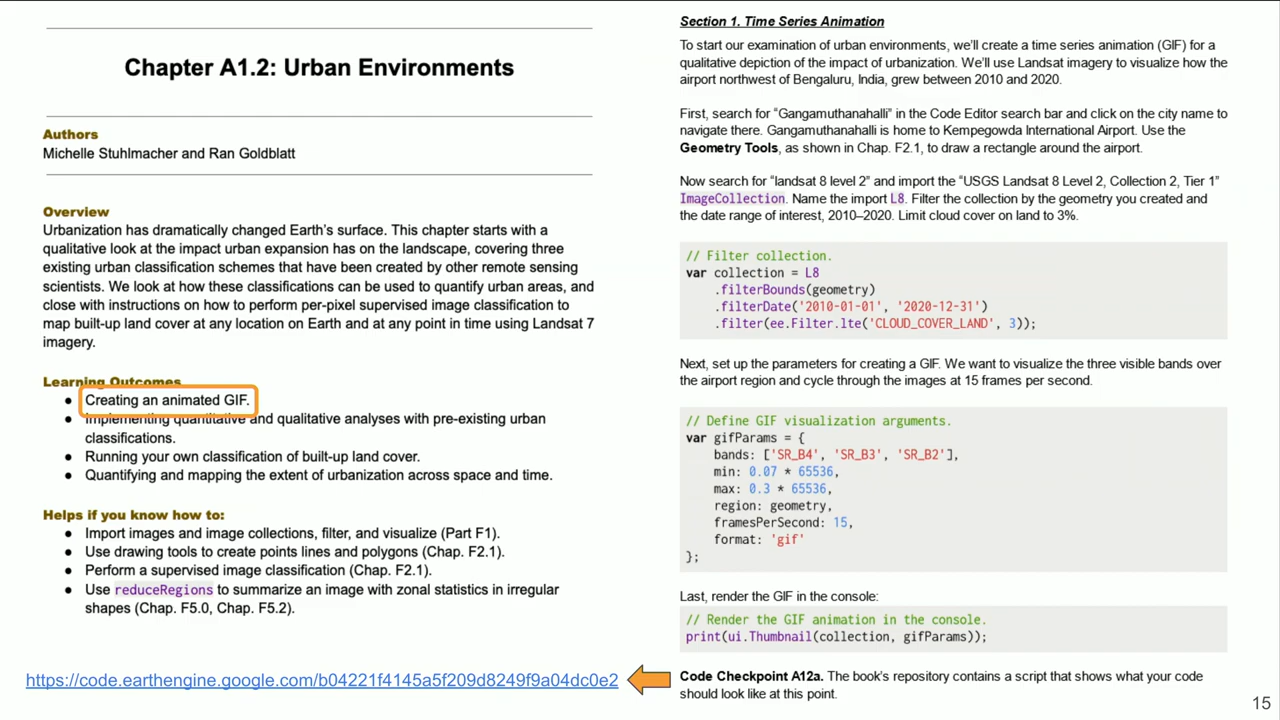 Chapter A1.2: Urban Environments
Authors
Michelle Stuhlmacher and Ran Goldblatt
Overview
Urbanization has dramatically changed Earth's surface. This chapter starts with a
qualitative look at the impact urban expansion has on the landscape, covering three
existing urban classification schemes that have been created by other remote sensing
scientists. We look at how these classifications can be used to quantify urban areas, and
close with instructions on how to perform per-pixel supervised image classification to
map built-up land cover at any location on Earth and at any point in time using Landsat 7
imagery.
Learning Outcomes
● Creating an animated GIF.
● Implementing quantitative and qualitative analyses with pre-existing urban
classifications.
● Running your own classification of built-up land cover.
● Quantifying and mapping the extent of urbanization across space and time.
Helps if you know how to:
● Import images and image collections, filter, and visualize (Part F1).
● Use drawing tools to create points lines and polygons (Chap. F2.1).
● Perform a supervised image classification (Chap. F2.1).
● Use reduceRegions to summarize an image with zonal statistics in irregular
shapes (Chap. F5.0, Chap. F5.2).
https://code.earthengine.google.com/b04221f4145a5f209d8249f9a04dc0e2
Section 1. Time Series Animation
To start our examination of urban environments, we'll create a time series animation (GIF) for a
qualitative depiction of the impact of urbanization. We'll use Landsat imagery to visualize how the
airport northwest of Bengaluru, India, grew between 2010 and 2020.
First, search for "Gangamuthanahalli" in the Code Editor search bar and click on the city name to
navigate there. Gangamuthanahalli is home to Kempegowda International Airport. Use the
Geometry Tools, as shown in Chap. F2.1, to draw a rectangle around the airport.
Now search for "landsat 8 level 2" and import the "USGS Landsat 8 Level 2, Collection 2, Tier 1"
ImageCollection. Name the import L8. Filter the collection by the geometry you created and
the date range of interest, 2010–2020. Limit cloud cover on land to 3%.
// Filter collection.
var collection = L8
.filterBounds(geometry)
.filterDate('2010-01-01', '2020-12-31')
.filter(ee.Filter.lte('CLOUD_COVER_LAND', 3));
Next, set up the parameters for creating a GIF. We want to visualize the three visible bands over
the airport region and cycle through the images at 15 frames per second.
// Define GIF visualization arguments.
var gifParams = {
bands: ['SR_B4', 'SR_B3', 'SR_B2'],
min: 0.07 * 65536,
max: 0.3 * 65536,
region: geometry,
framesPerSecond: 15,
format: 'gif'
};
Last, render the GIF in the console:
// Render the GIF animation in the console.
print(ui.Thumbnail(collection, gifParams));
Code Checkpoint A12a. The book's repository contains a script that shows what your code
should look like at this point.
15